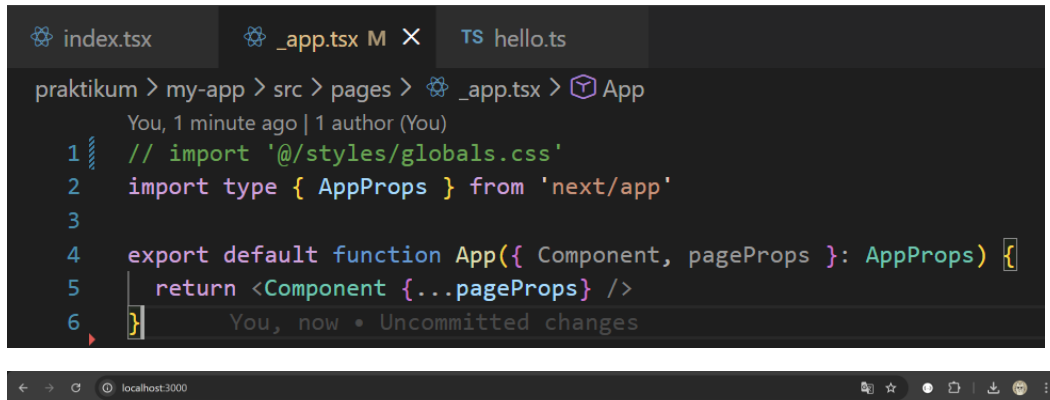 index.tsx _app.tsx M TS hello.ts
praktikum > my-app > src > pages > _app.tsx > App
You, 1 minute ago | 1 author (You)
1 // import '@/styles/globals.css'
2 import type { AppProps } from 'next/app'
3
4 export default function App({ Component, pageProps }: AppProps) {
5 return <Component {...pageProps} />
6 } You, now • Uncommitted changes
localhost:3000